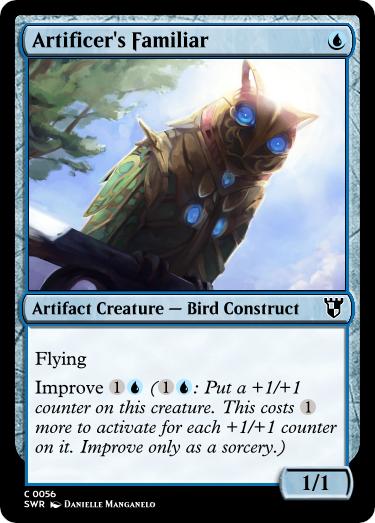 Artificer's Familiar
Artifact Creature — Bird Construct
Flying
Improve 1 (1: Put a +1/+1
counter on this creature. This costs 1
more to activate for each +1/+1 counter
on it. Improve only as a sorcery.)
1/1
C 0056
SWR Danielle Manganelo